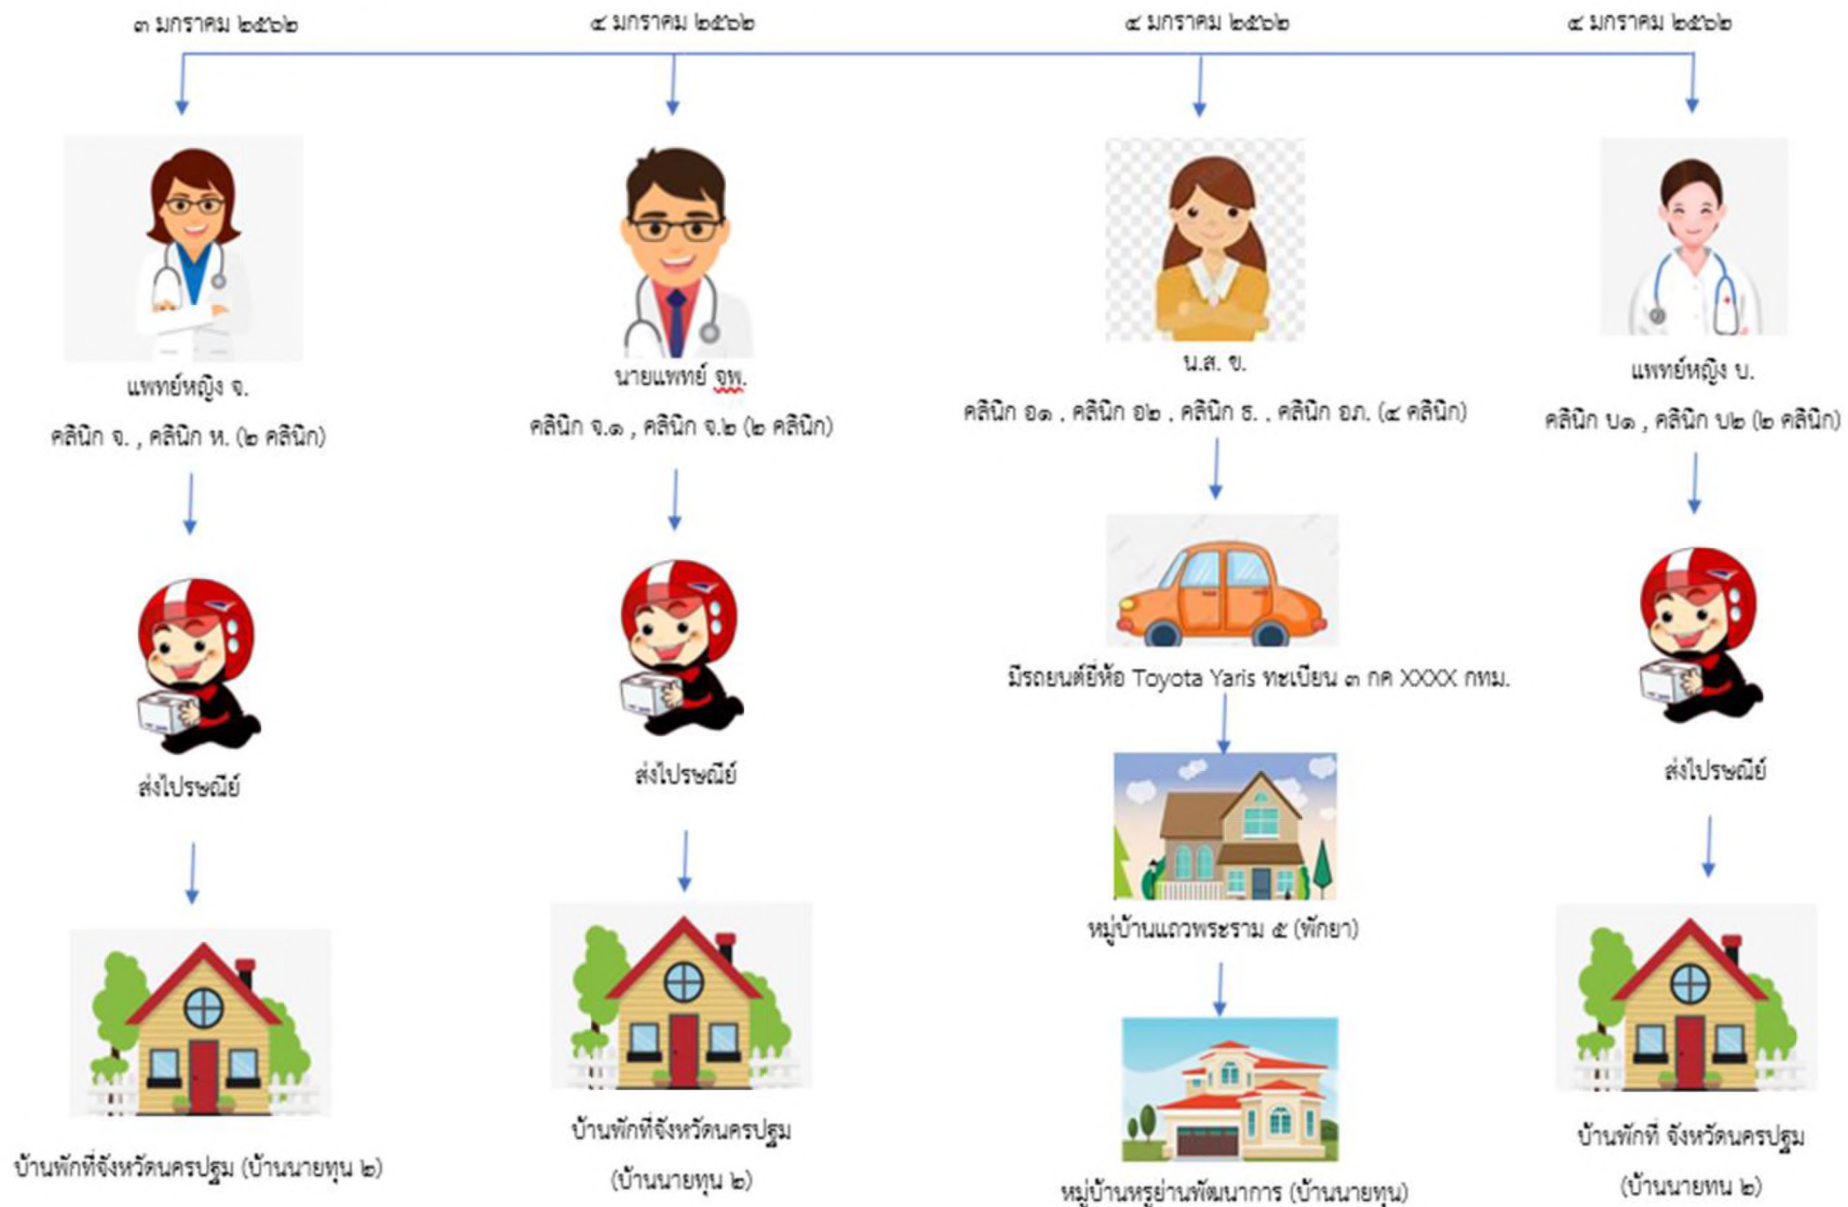 ๓ มกราคม ๒๕๖๒
๔ มกราคม ๒๕๖๒
๔ มกราคม ๒๕๖๒
๔ มกราคม ๒๕๖๒
แพทย์หญิง จ.
คลินิก จ. , คลินิก ห. (๒ คลินิก)
ส่งไปรษณีย์
บ้านพักที่จังหวัดนครปฐม (บ้านนายทุน ๒)
นายแพทย์ จพ.
คลินิก จ.๑ , คลินิก จ.๒ (๒ คลินิก)
ส่งไปรษณีย์
บ้านพักที่จังหวัดนครปฐม
(บ้านนายทุน ๒)
น.ส. ข.
คลินิก อ๑ , คลินิก อ๒ , คลินิก ธ. , คลินิก อภ. (๔ คลินิก)
มีรถยนต์ยี่ห้อ Toyota Yaris ทะเบียน ๓ กค XXXX กทม.
หมู่บ้านแถวพระราม ๕ (พักยา)
หมู่บ้านหรูย่านพัฒนาการ (บ้านนายทุน)
แพทย์หญิง บ.
คลินิก บ๑ , คลินิก บ๒ (๒ คลินิก)
ส่งไปรษณีย์
บ้านพักที่ จังหวัดนครปฐม
(บ้านนายทน ๒)